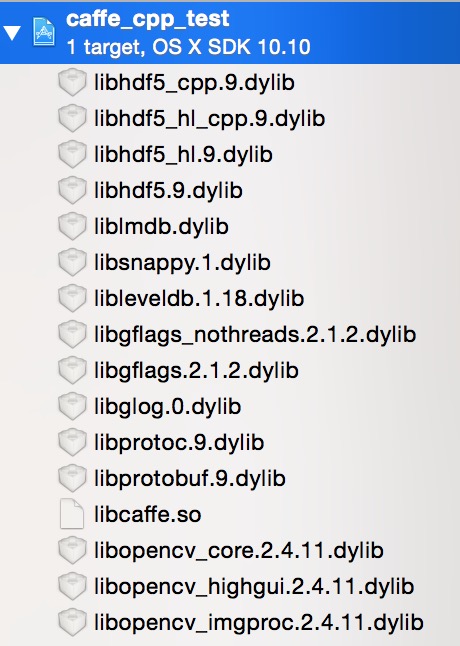 caffe_cpp_test
1 target, OS X SDK 10.10
libhdf5_cpp.9.dylib
libhdf5_hl_cpp.9.dylib
libhdf5_hl.9.dylib
libhdf5.9.dylib
liblmdb.dylib
libsnappy.1.dylib
libleveldb.1.18.dylib
libgflags_nothreads.2.1.2.dylib
libgflags.2.1.2.dylib
libglog.0.dylib
libprotoc.9.dylib
libprotobuf.9.dylib
libcaffe.so
libopencv_core.2.4.11.dylib
libopencv_highgui.2.4.11.dylib
libopencv_imgproc.2.4.11.dylib